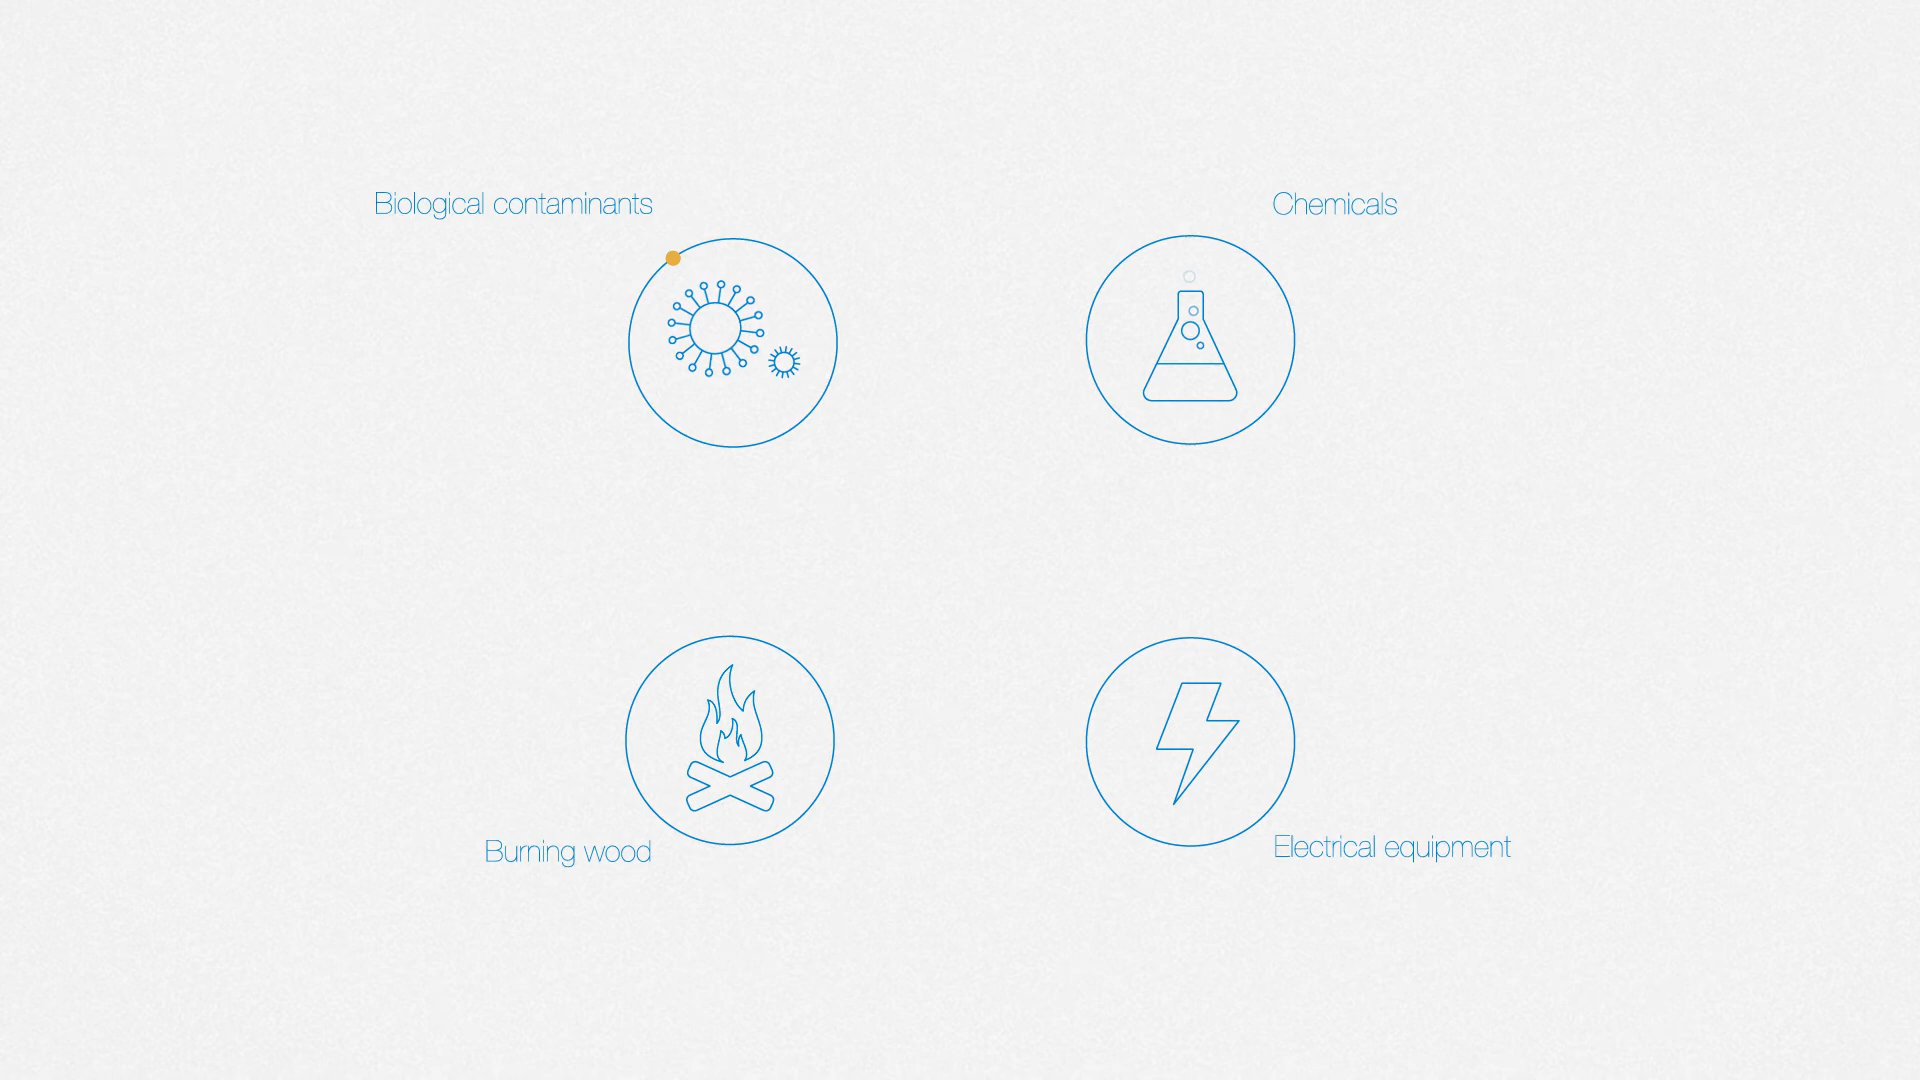 Biological contaminants
Chemicals
Burning wood
Electrical equipment